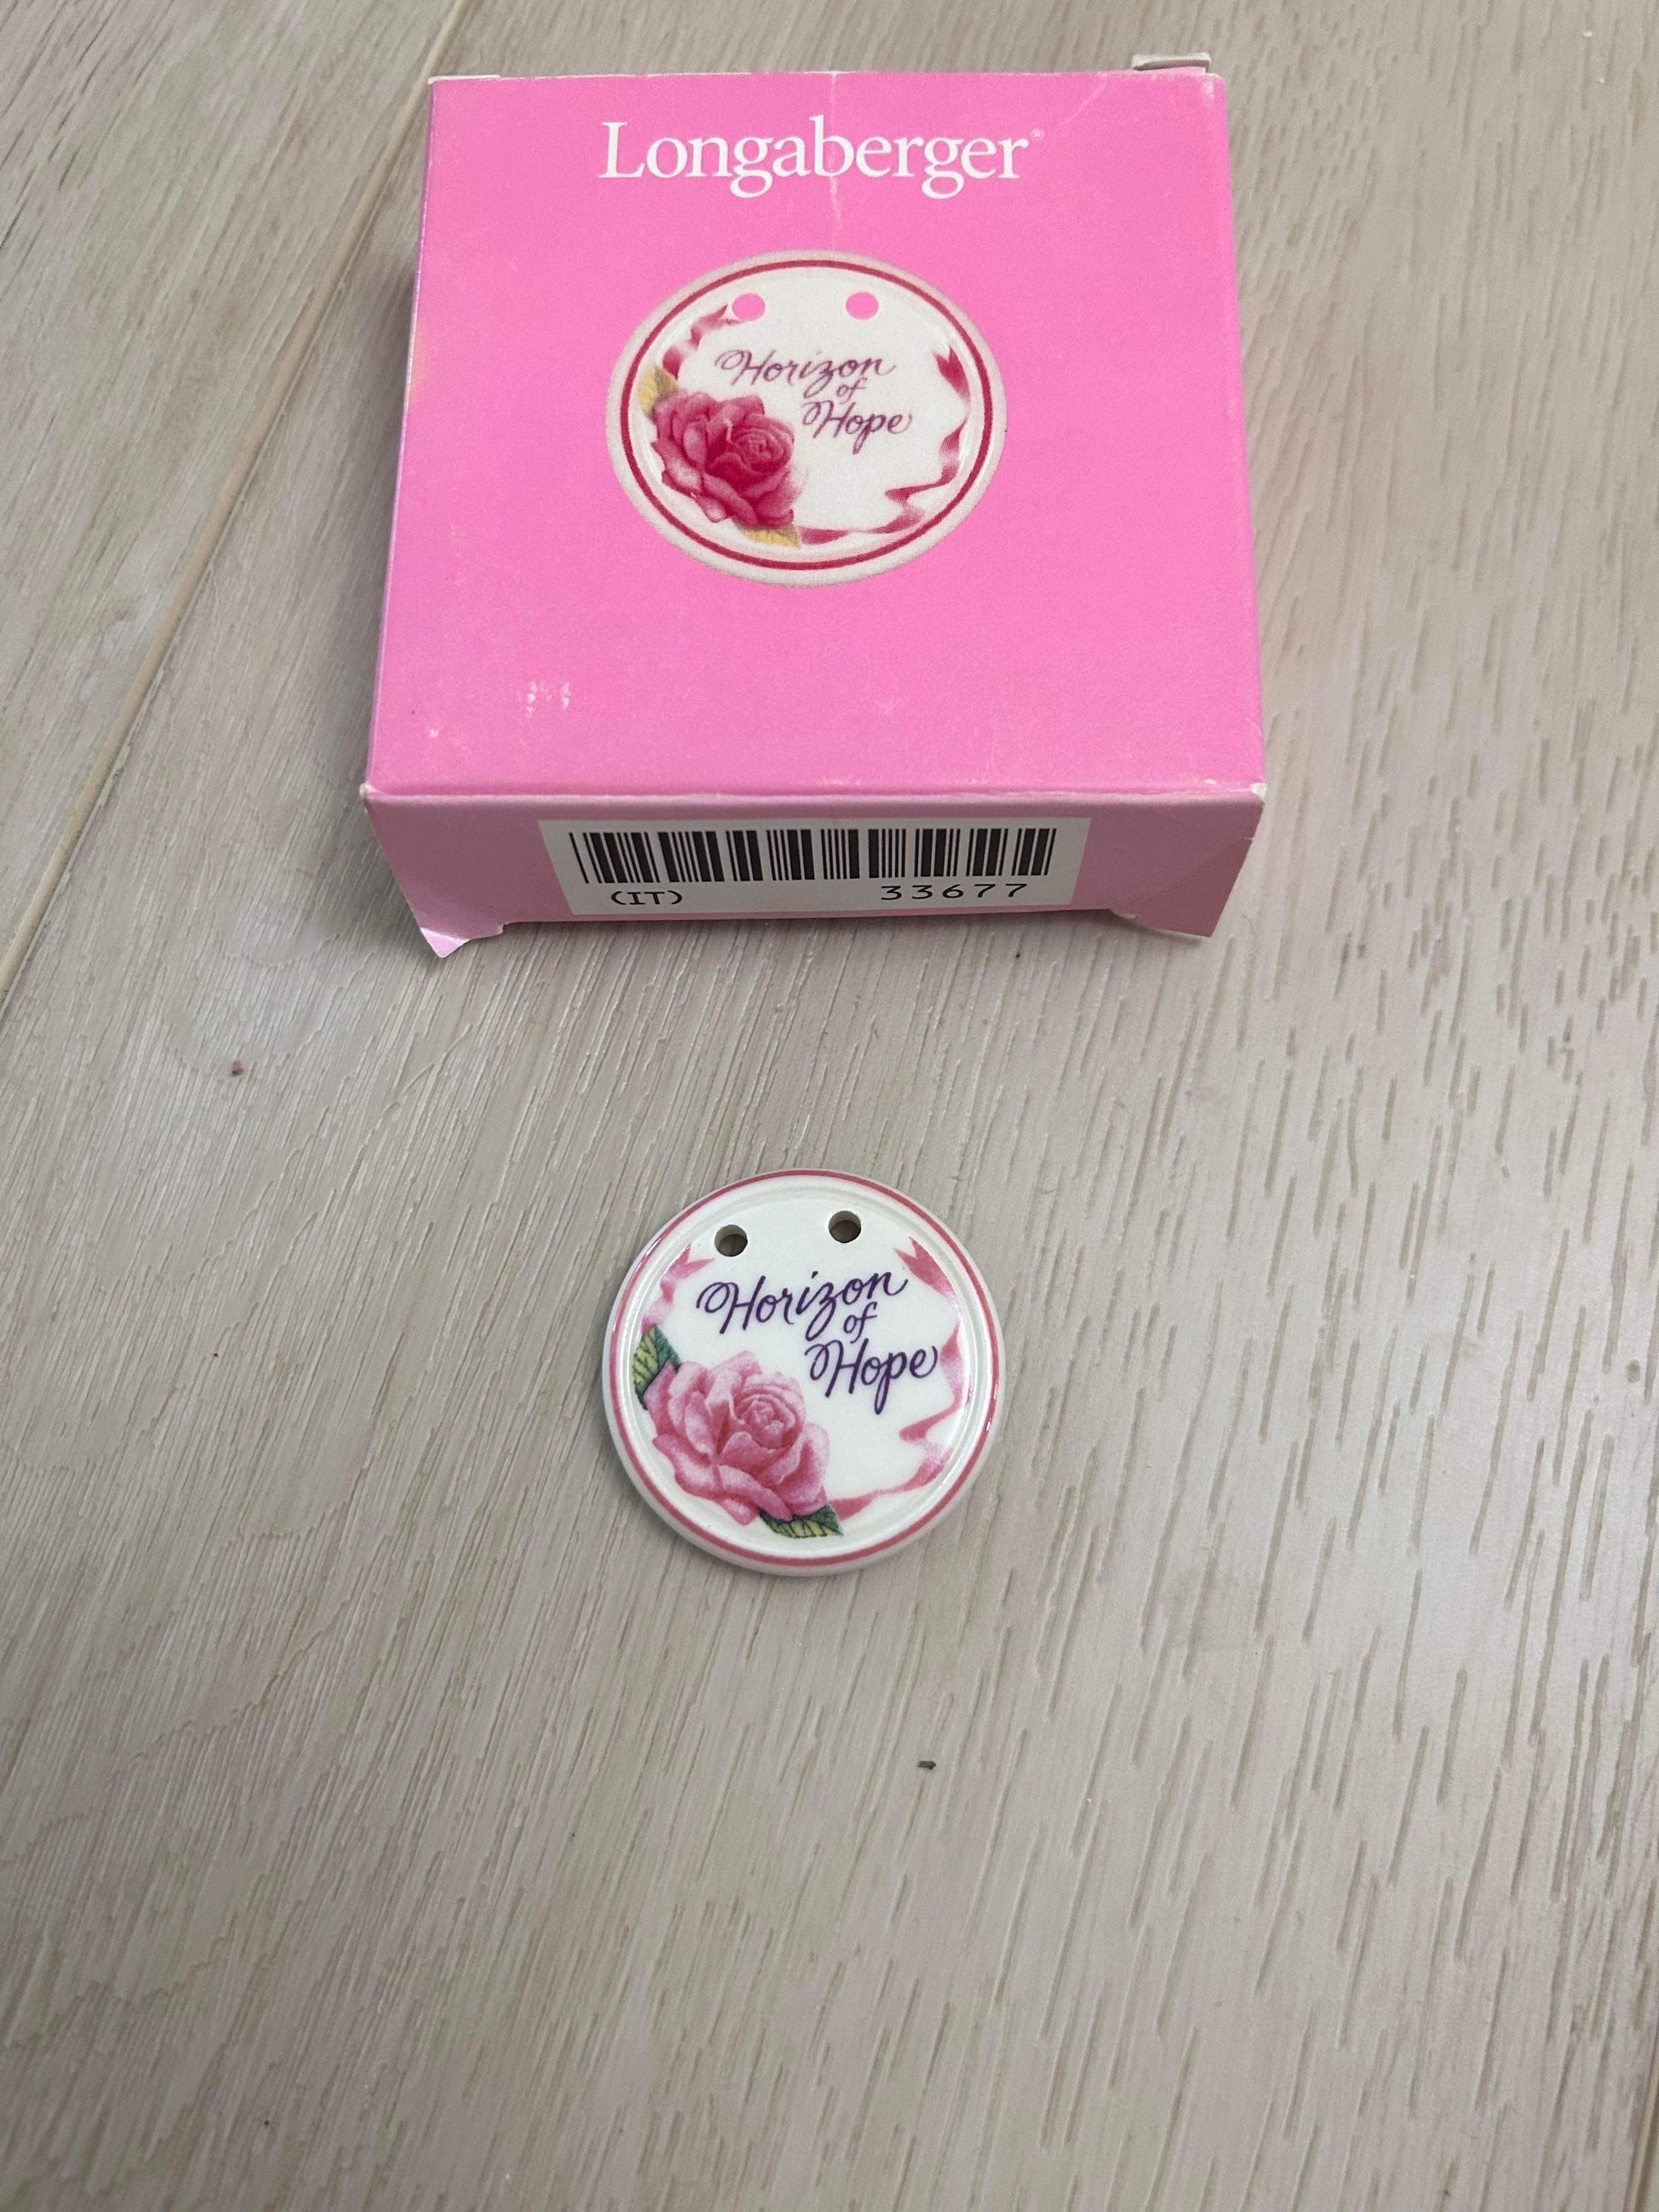 Longaberger®
Horizon
of
Hope
(IT) 33677
Horizon
of
Hope